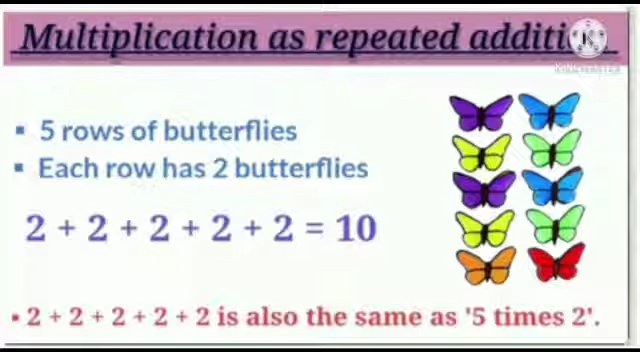 Multiplication as repeated additi
K
KINEMASTER
▪ 5 rows of butterflies
▪ Each row has 2 butterflies
2 + 2 + 2 + 2 + 2 = 10
▪ 2 + 2 + 2 + 2 + 2 is also the same as '5 times 2'.